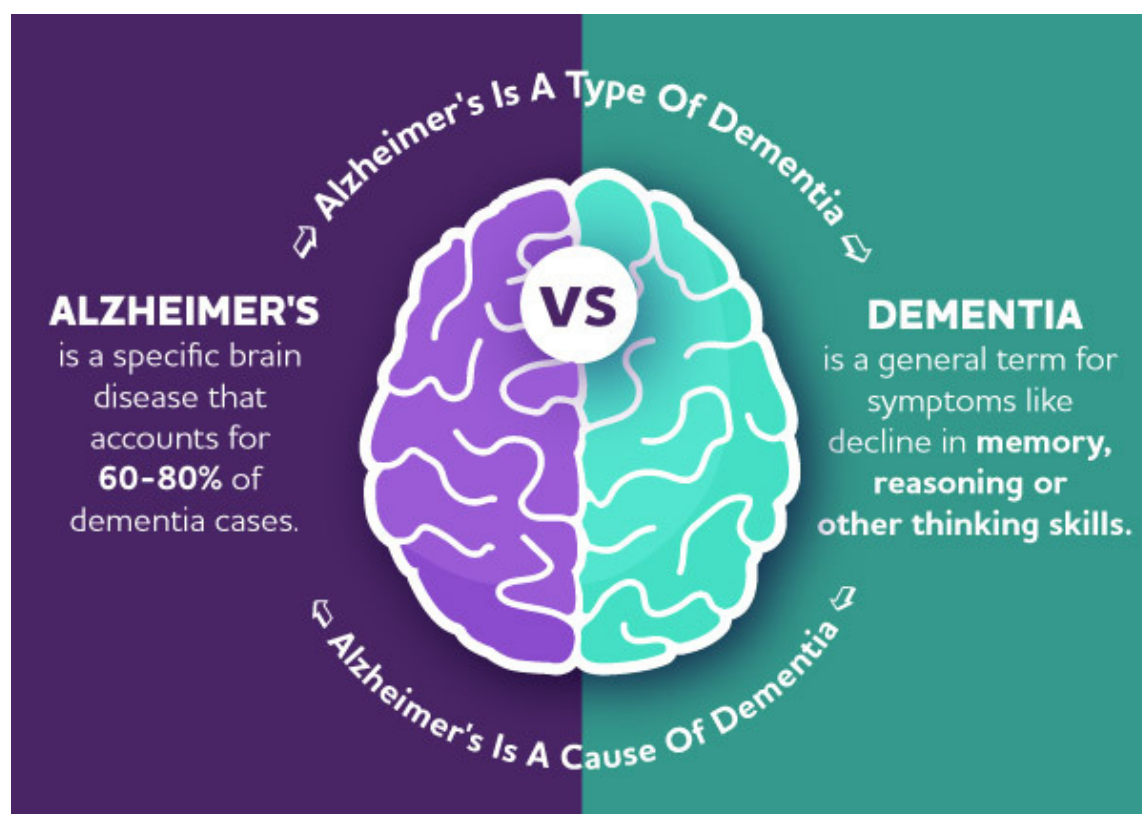 Alzheimer's Is A Type Of Dementia
ALZHEIMER'S
is a specific brain
disease that
accounts for
60-80% of
dementia cases.
VS
DEMENTIA
is a general term for
symptoms like
decline in memory,
reasoning or
other thinking skills.
Alzheimer's Is A Cause Of Dementia